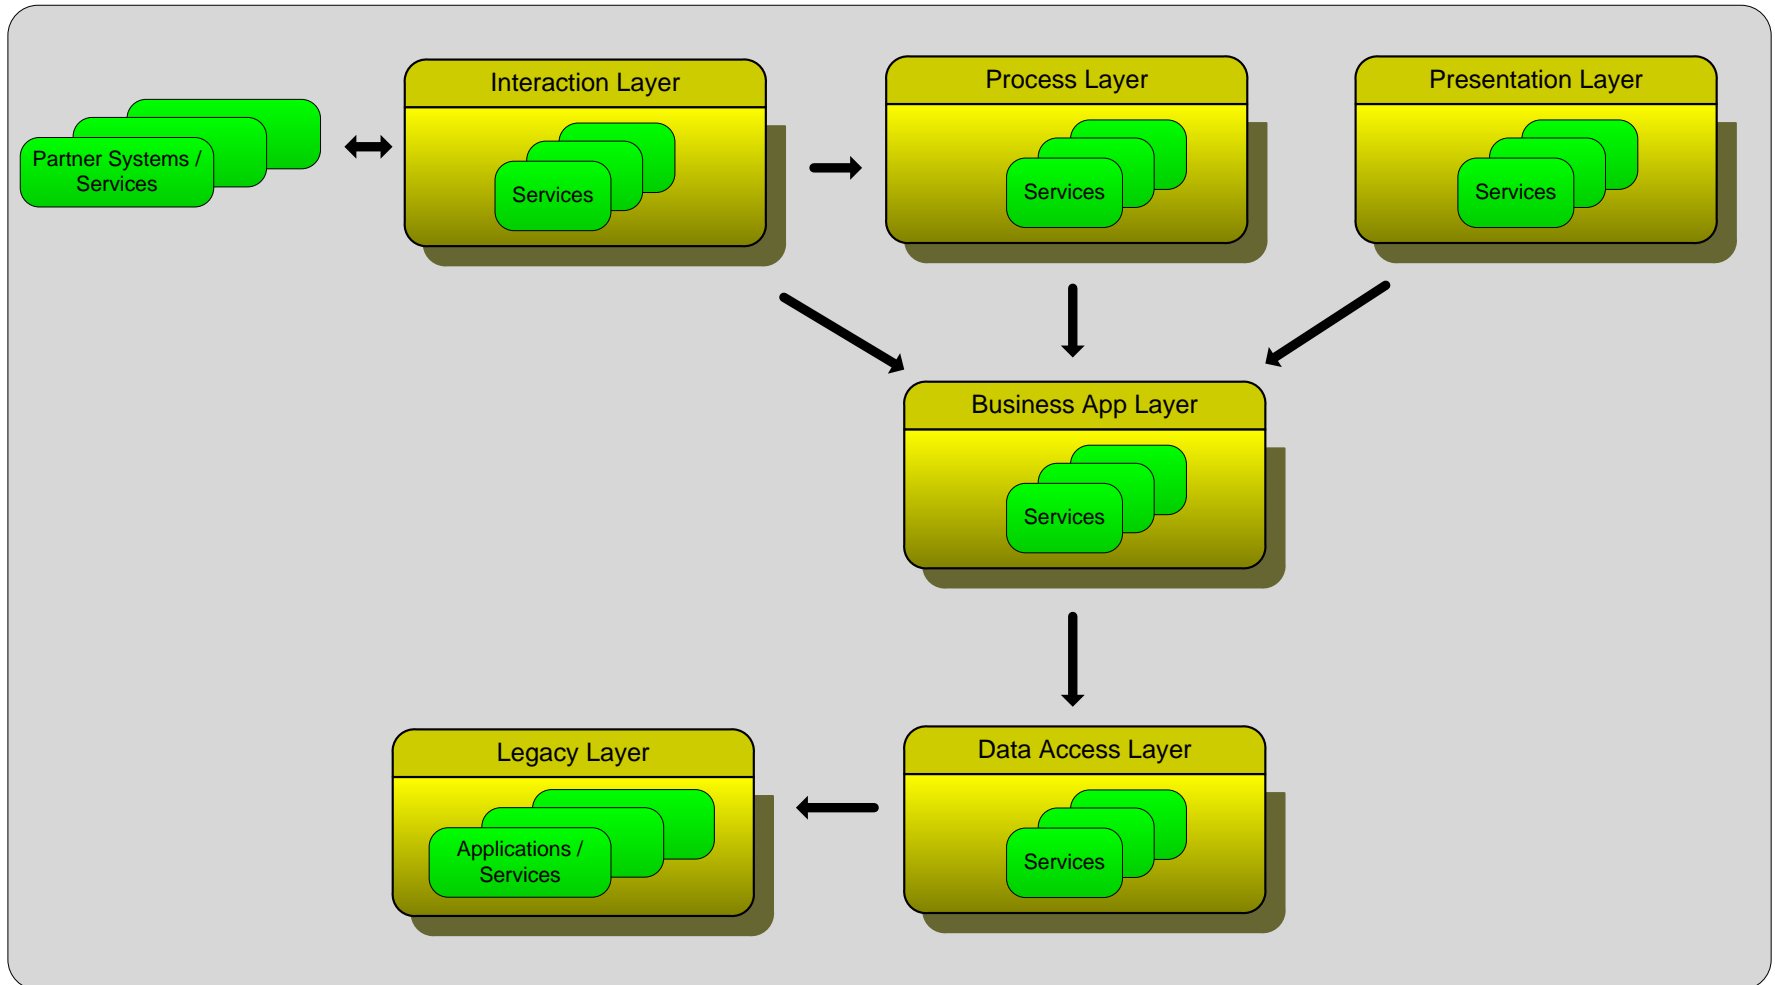 Interaction Layer
Process Layer
Presentation Layer
Partner Systems /
Services
Services
Services
Services
Business App Layer
Services
Legacy Layer
Data Access Layer
Applications /
Services
Services